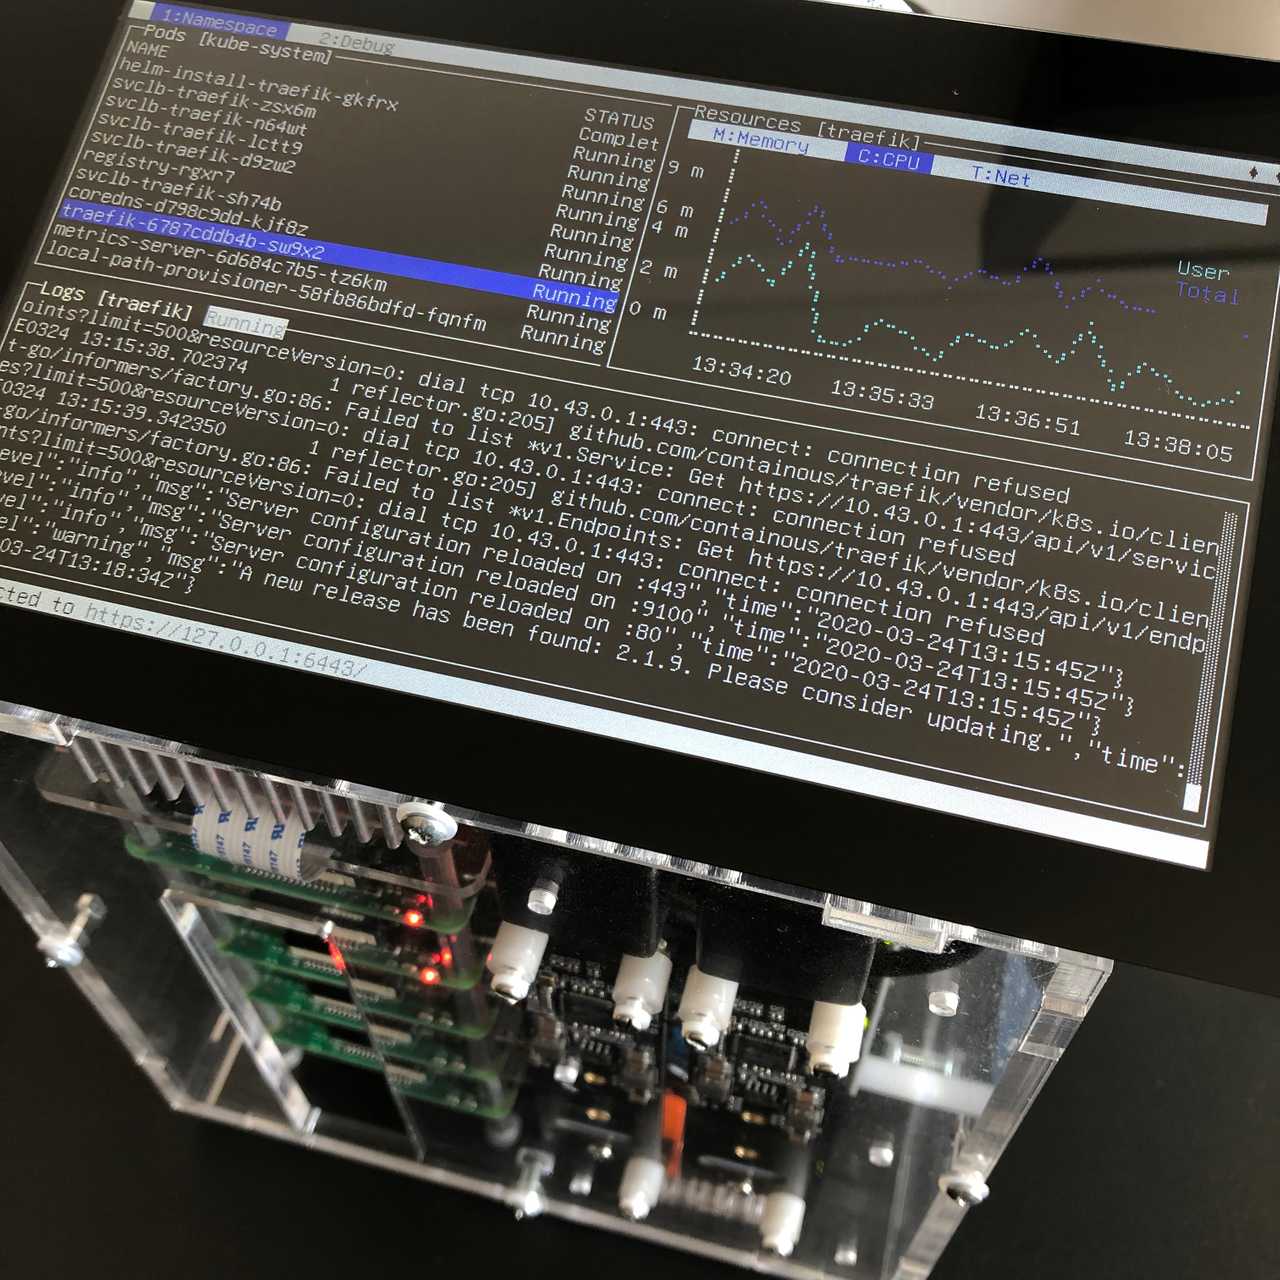 1:Namespace 2:Debug
Pods [kube-system]
NAME STATUS
helm-install-traefik-gkfrx Complet
svclb-traefik-zsx6m Running
svclb-traefik-n64wt Running
svclb-traefik-lctt9 Running
svclb-traefik-d9zw2 Running
registry-rgxr7 Running
svclb-traefik-sh74b Running
coredns-d798c9dd-kjf8z Running
traefik-6787cddb4b-sw9x2 Running
metrics-server-6d684c7b5-tz6km Running
local-path-provisioner-58fb86bdfd-fqnfm Running
Resources [traefik]
M:Memory C:CPU T:Net
9 m
6 m
4 m
2 m
0 m
User
Total
13:34:20 13:35:33 13:36:51 13:38:05
Logs [traefik] Running
oints?limit=500&resourceVersion=0: dial tcp 10.43.0.1:443: connect: connection refused
E0324 13:15:38.702374 1 reflector.go:205] github.com/containous/traefik/vendor/k8s.io/clien
t-go/informers/factory.go:86: Failed to list *v1.Service: Get https://10.43.0.1:443/api/v1/servic
es?limit=500&resourceVersion=0: dial tcp 10.43.0.1:443: connect: connection refused
E0324 13:15:39.342350 1 reflector.go:205] github.com/containous/traefik/vendor/k8s.io/clien
-go/informers/factory.go:86: Failed to list *v1.Endpoints: Get https://10.43.0.1:443/api/v1/endp
nts?limit=500&resourceVersion=0: dial tcp 10.43.0.1:443: connect: connection refused
evel":"info","msg":"Server configuration reloaded on :443","time":"2020-03-24T13:15:45Z"}
vel":"info","msg":"Server configuration reloaded on :9100","time":"2020-03-24T13:15:45Z"}
vel":"info","msg":"Server configuration reloaded on :80","time":"2020-03-24T13:15:45Z"}
el":"warning","msg":"A new release has been found: 2.1.9. Please consider updating.","time":
03-24T13:18:34Z"}
cted to https://127.0.0.1:6443/